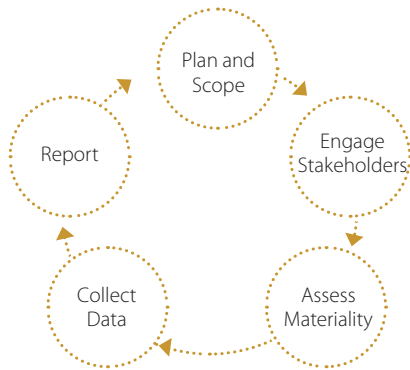 Plan and
Scope
Engage
Stakeholders
Assess
Materiality
Collect
Data
Report